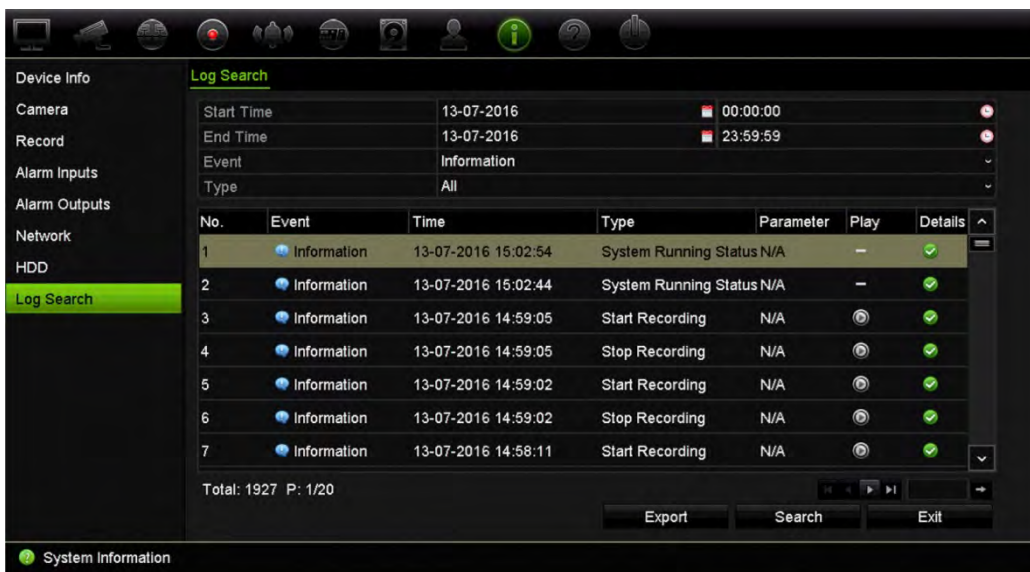 Device Info
Camera
Record
Alarm Inputs
Alarm Outputs
Network
HDD
Log Search
Log Search
Start Time 13-07-2016 00:00:00
End Time 13-07-2016 23:59:59
Event Information
Type All
No. Event Time Type Parameter Play Details
1 Information 13-07-2016 15:02:54 System Running Status N/A –
2 Information 13-07-2016 15:02:44 System Running Status N/A –
3 Information 13-07-2016 14:59:05 Start Recording N/A
4 Information 13-07-2016 14:59:05 Stop Recording N/A
5 Information 13-07-2016 14:59:02 Start Recording N/A
6 Information 13-07-2016 14:59:02 Stop Recording N/A
7 Information 13-07-2016 14:58:11 Start Recording N/A
Total: 1927 P: 1/20
Export Search Exit
System Information